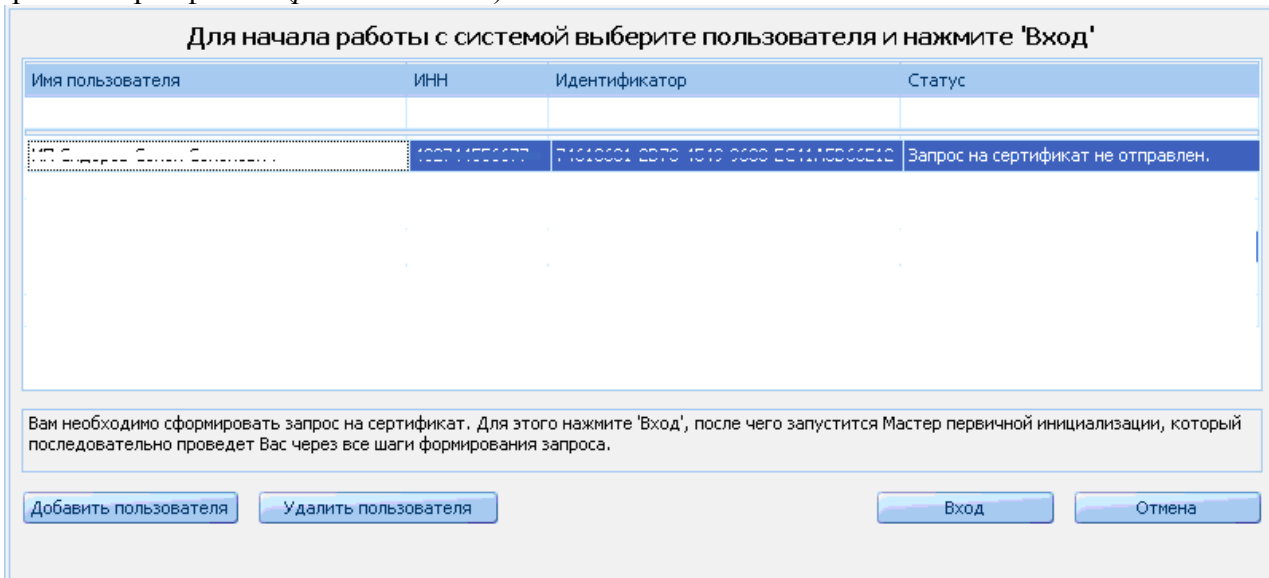 Для начала работы с системой выберите пользователя и нажмите 'Вход'
Имя пользователя ИНН Идентификатор Статус
ИП Запрос на сертификат не отправлен.
Вам необходимо сформировать запрос на сертификат. Для этого нажмите 'Вход', после чего запустится Мастер первичной инициализации, который
последовательно проведет Вас через все шаги формирования запроса.
Добавить пользователя Удалить пользователя Вход Отмена